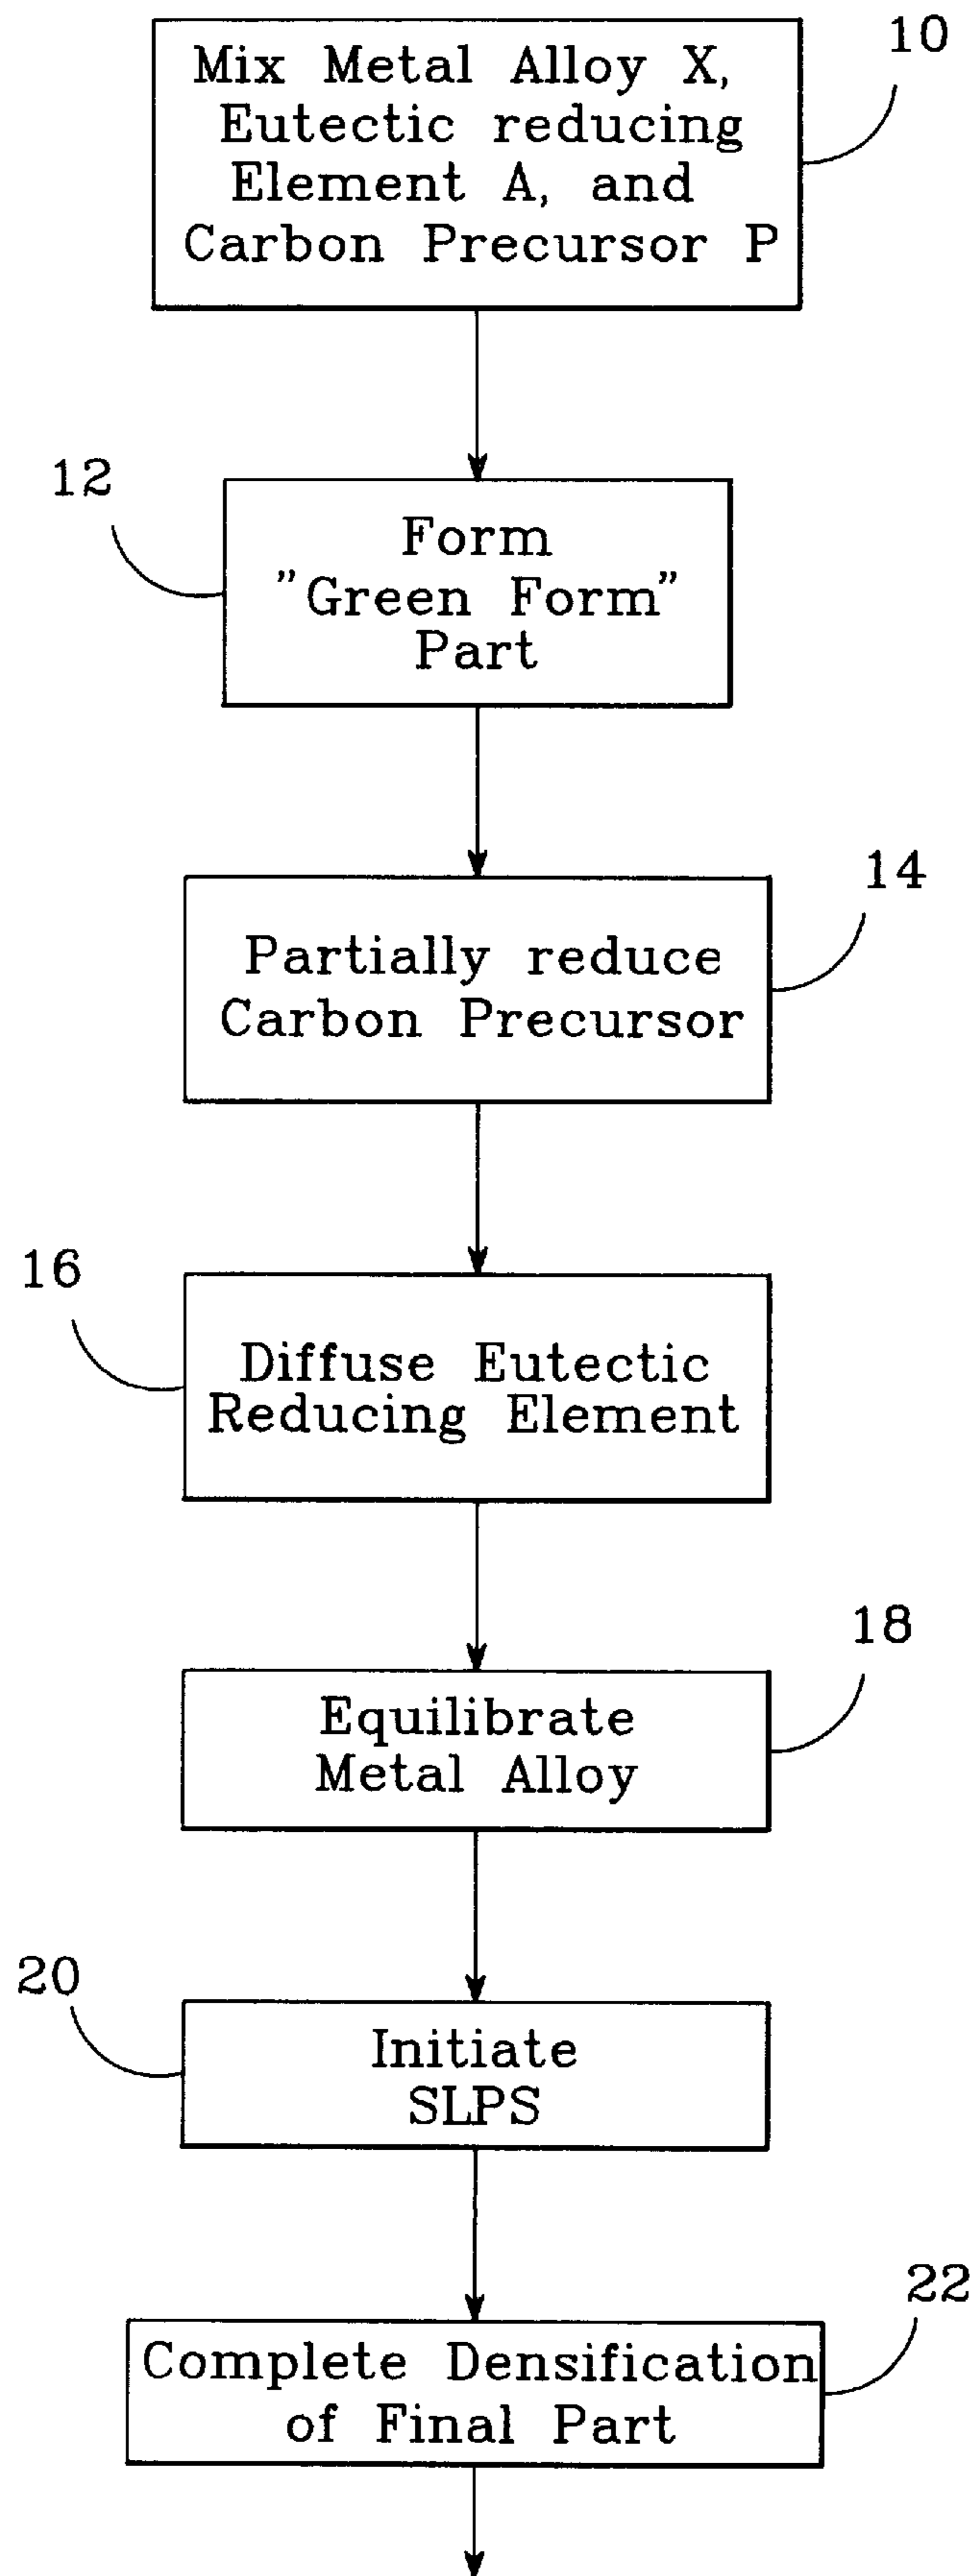 10
Mix Metal Alloy X,
Eutectic reducing
Element A, and
Carbon Precursor P
12
Form
"Green Form"
Part
14
Partially reduce
Carbon Precursor
16
Diffuse Eutectic
Reducing Element
18
Equilibrate
Metal Alloy
20
Initiate
SLPS
22
Complete Densification
of Final Part